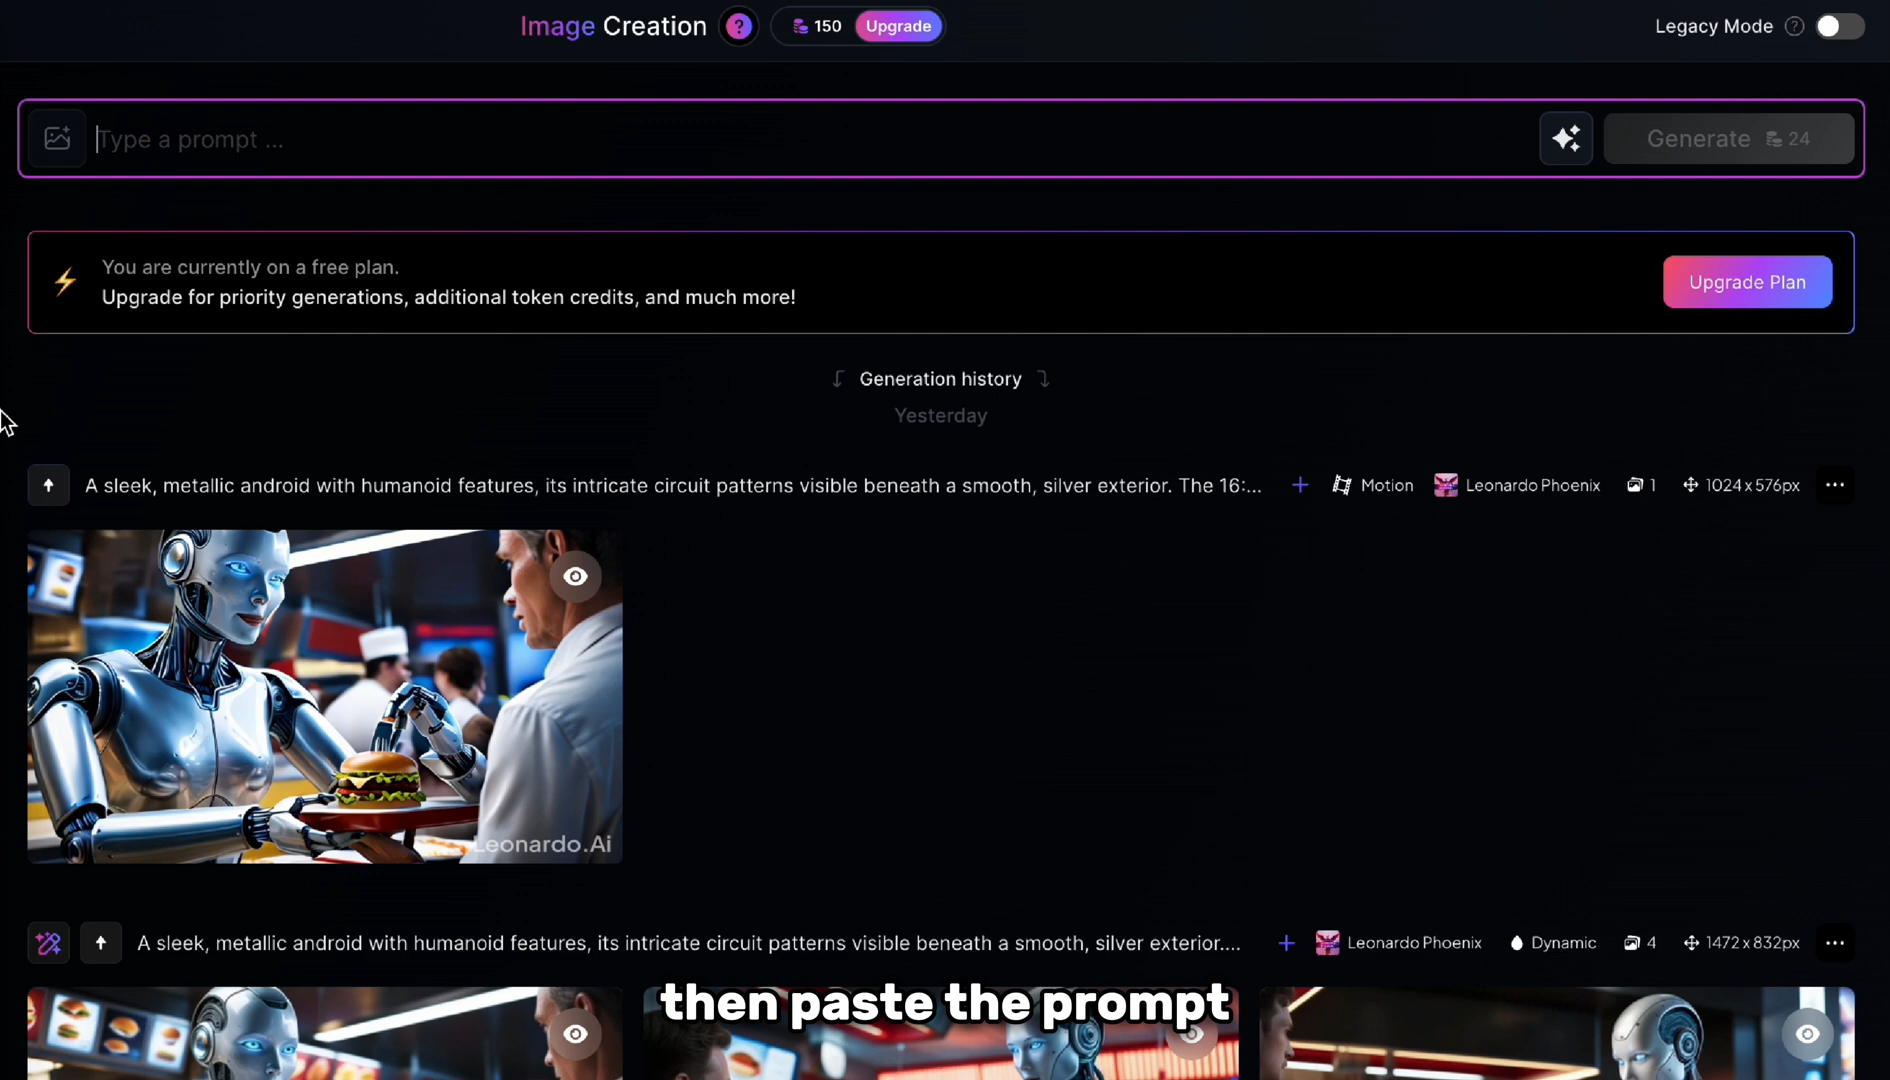 Image Creation ? 150 Upgrade Legacy Mode ?
Type a prompt ... Generate 24
You are currently on a free plan.
Upgrade for priority generations, additional token credits, and much more! Upgrade Plan
Generation history
Yesterday
A sleek, metallic android with humanoid features, its intricate circuit patterns visible beneath a smooth, silver exterior. The 16:... Motion Leonardo Phoenix 1 1024 x 576px
Leonardo.Ai
A sleek, metallic android with humanoid features, its intricate circuit patterns visible beneath a smooth, silver exterior.... Leonardo Phoenix Dynamic 4 1472 x 832px
then paste the prompt